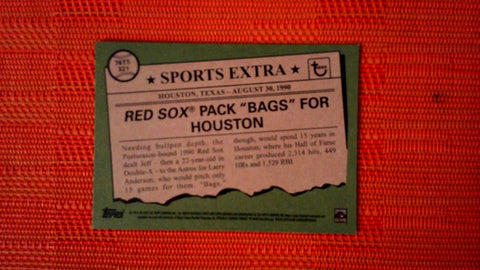 76TS
321
★ SPORTS EXTRA ★
HOUSTON, TEXAS – AUGUST 30, 1990
RED SOX® PACK "BAGS" FOR
HOUSTON
Needing bullpen depth, the
Postseason-bound 1990 Red Sox
dealt Jeff – then a 22-year-old in
Double-A – to the Astros for Larry
Andersen, who would pitch only
15 games for them. "Bags,
though, would spend 15 years in
Houston, where his Hall of Fame
career produced 2,314 hits, 449
HRs and 1,529 RBI.
Topps